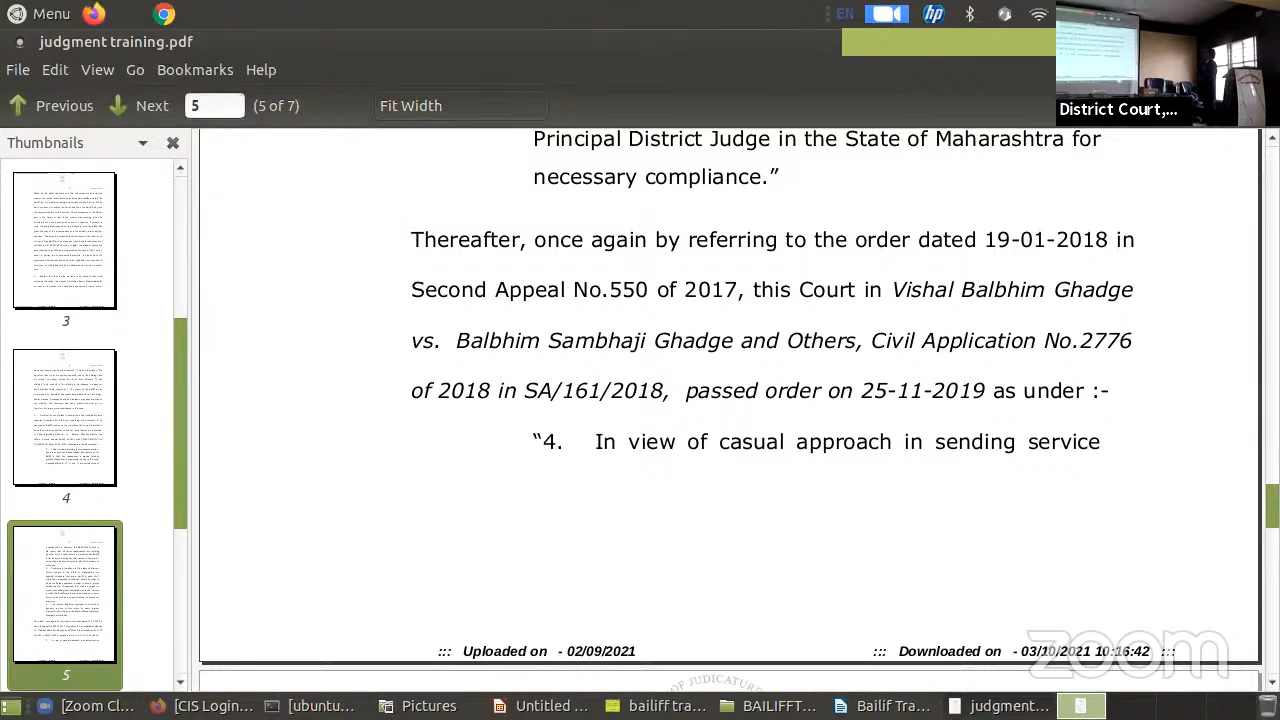 Menu
EN
judgment training.pdf
File Edit View Go Bookmarks Help
Previous Next 5 (5 of 7) Fit Width
District Court,...
Thumbnails
3
4
5
Principal District Judge in the State of Maharashtra for
necessary compliance.”
Thereafter, once again by referring to the order dated 19-01-2018 in
Second Appeal No.550 of 2017, this Court in Vishal Balbhim Ghadge
vs. Balbhim Sambhaji Ghadge and Others, Civil Application No.2776
of 2018 in SA/161/2018, passed order on 25-11-2019 as under :-
“4. In view of casual approach in sending service
::: Uploaded on - 02/09/2021 ::: Downloaded on - 03/10/2021 10:16:42 :::
zoom
OF JUDICATURE
[Zoom Cl... [CIS Login... [ubuntu... Pictures Untitled ... bailiff tr... BAILIFFT... Bailif Tra... judgment...